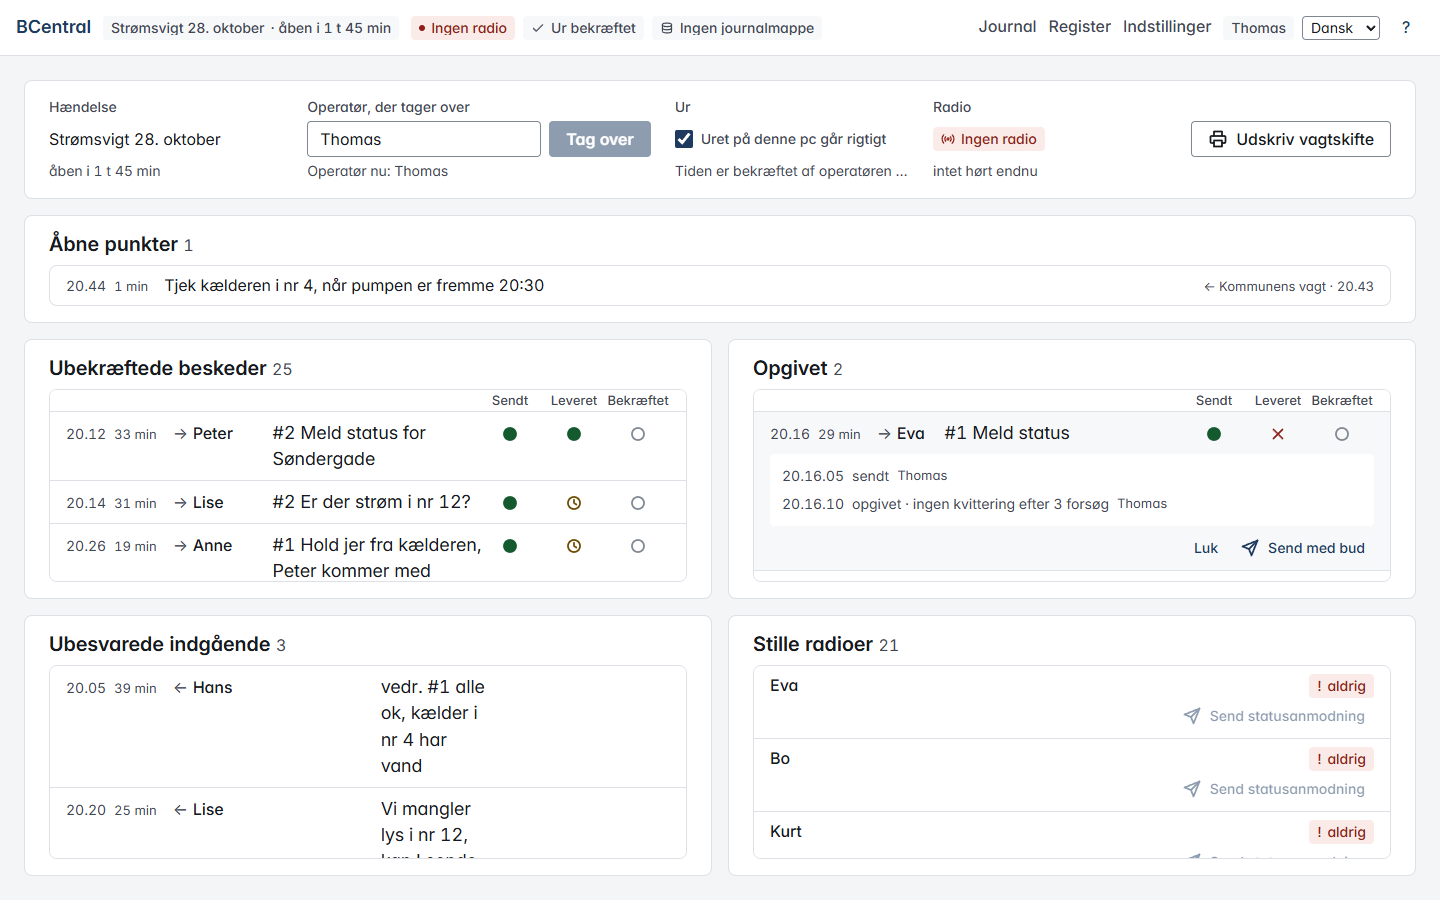 BCentral Strømsvigt 28. oktober · åben i 1 t 45 min Ingen radio Ur bekræftet Ingen journalmappe Journal Register Indstillinger Thomas Dansk ?
Hændelse Operatør, der tager over Ur Radio
Strømsvigt 28. oktober Thomas Tag over Uret på denne pc går rigtigt Ingen radio Udskriv vagtskifte
åben i 1 t 45 min Operatør nu: Thomas Tiden er bekræftet af operatøren ... intet hørt endnu
Åbne punkter 1
20.44 1 min Tjek kælderen i nr 4, når pumpen er fremme 20:30 ← Kommunens vagt · 20.43
Ubekræftede beskeder 25
Sendt Leveret Bekræftet
20.12 33 min → Peter #2 Meld status for
Søndergade
20.14 31 min → Lise #2 Er der strøm i nr 12?
20.26 19 min → Anne #1 Hold jer fra kælderen,
Peter kommer med
Opgivet 2
Sendt Leveret Bekræftet
20.16 29 min → Eva #1 Meld status
20.16.05 sendt Thomas
20.16.10 opgivet · ingen kvittering efter 3 forsøg Thomas
Luk Send med bud
Ubesvarede indgående 3
20.05 39 min ← Hans vedr. #1 alle
ok, kælder i
nr 4 har
vand
20.20 25 min ← Lise Vi mangler
lys i nr 12,
Stille radioer 21
Eva ! aldrig
Send statusanmodning
Bo ! aldrig
Send statusanmodning
Kurt ! aldrig